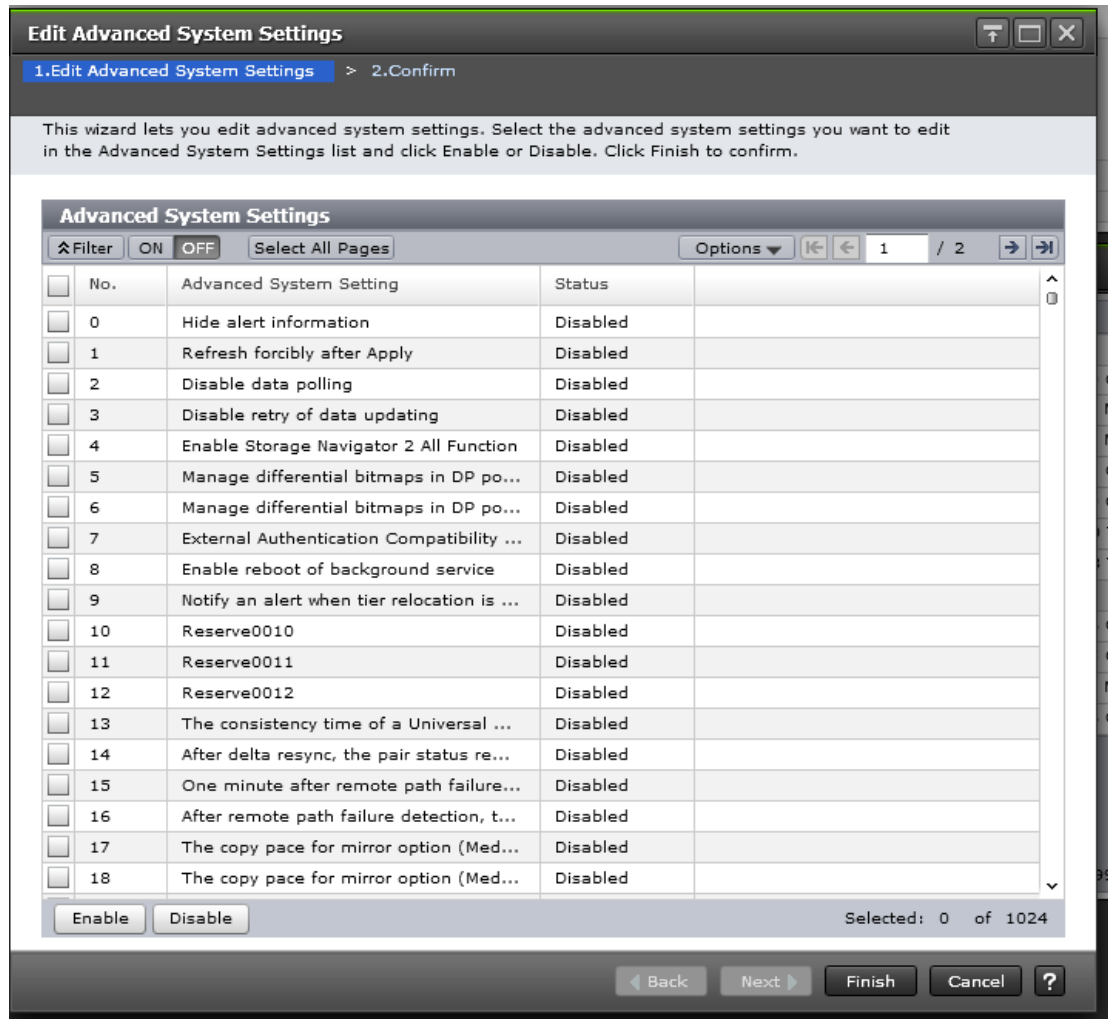 Edit Advanced System Settings
1.Edit Advanced System Settings > 2.Confirm
This wizard lets you edit advanced system settings. Select the advanced system settings you want to edit
in the Advanced System Settings list and click Enable or Disable. Click Finish to confirm.
Advanced System Settings
Filter ON OFF Select All Pages Options 1 / 2
No. Advanced System Setting Status
0 Hide alert information Disabled
1 Refresh forcibly after Apply Disabled
2 Disable data polling Disabled
3 Disable retry of data updating Disabled
4 Enable Storage Navigator 2 All Function Disabled
5 Manage differential bitmaps in DP po... Disabled
6 Manage differential bitmaps in DP po... Disabled
7 External Authentication Compatibility ... Disabled
8 Enable reboot of background service Disabled
9 Notify an alert when tier relocation is ... Disabled
10 Reserve0010 Disabled
11 Reserve0011 Disabled
12 Reserve0012 Disabled
13 The consistency time of a Universal ... Disabled
14 After delta resync, the pair status re... Disabled
15 One minute after remote path failure... Disabled
16 After remote path failure detection, t... Disabled
17 The copy pace for mirror option (Med... Disabled
18 The copy pace for mirror option (Med... Disabled
Enable Disable Selected: 0 of 1024
Back Next Finish Cancel ?